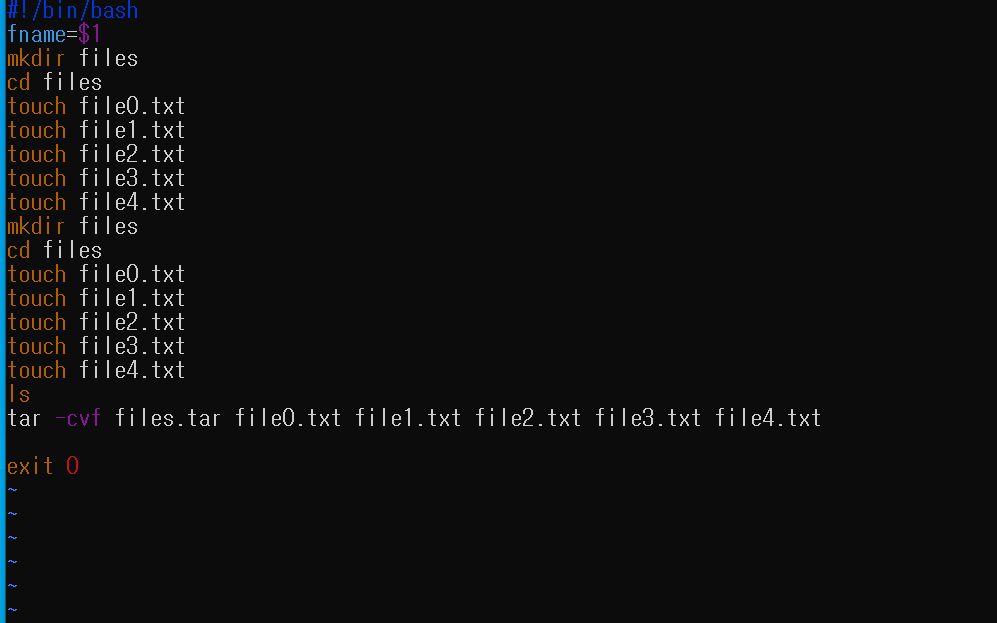 #!/bin/bash
fname=$1
mkdir files
cd files
touch file0.txt
touch file1.txt
touch file2.txt
touch file3.txt
touch file4.txt
mkdir files
cd files
touch file0.txt
touch file1.txt
touch file2.txt
touch file3.txt
touch file4.txt
ls
tar -cvf files.tar file0.txt file1.txt file2.txt file3.txt file4.txt

exit 0
~
~
~
~
~
~